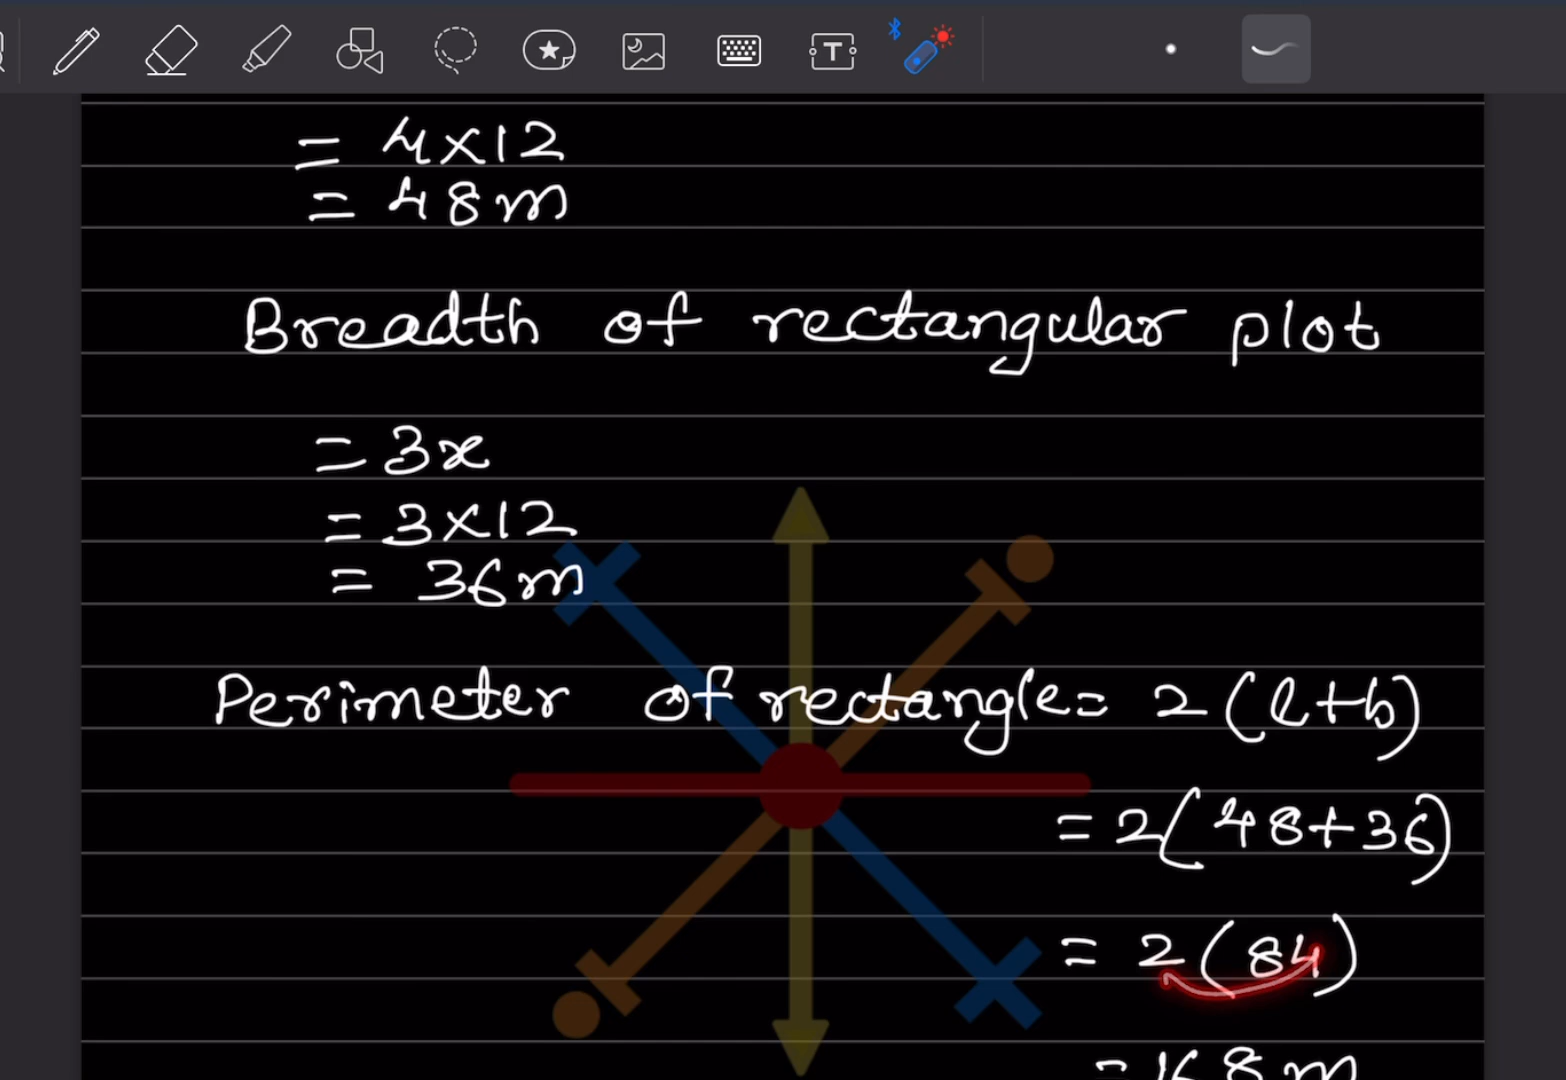 = 4×12
= 48m
Breadth of rectangular plot
= 3x
= 3×12
= 36m
Perimeter of rectangle = 2(l+b)
= 2(48+36)
= 2(84)
= 168m